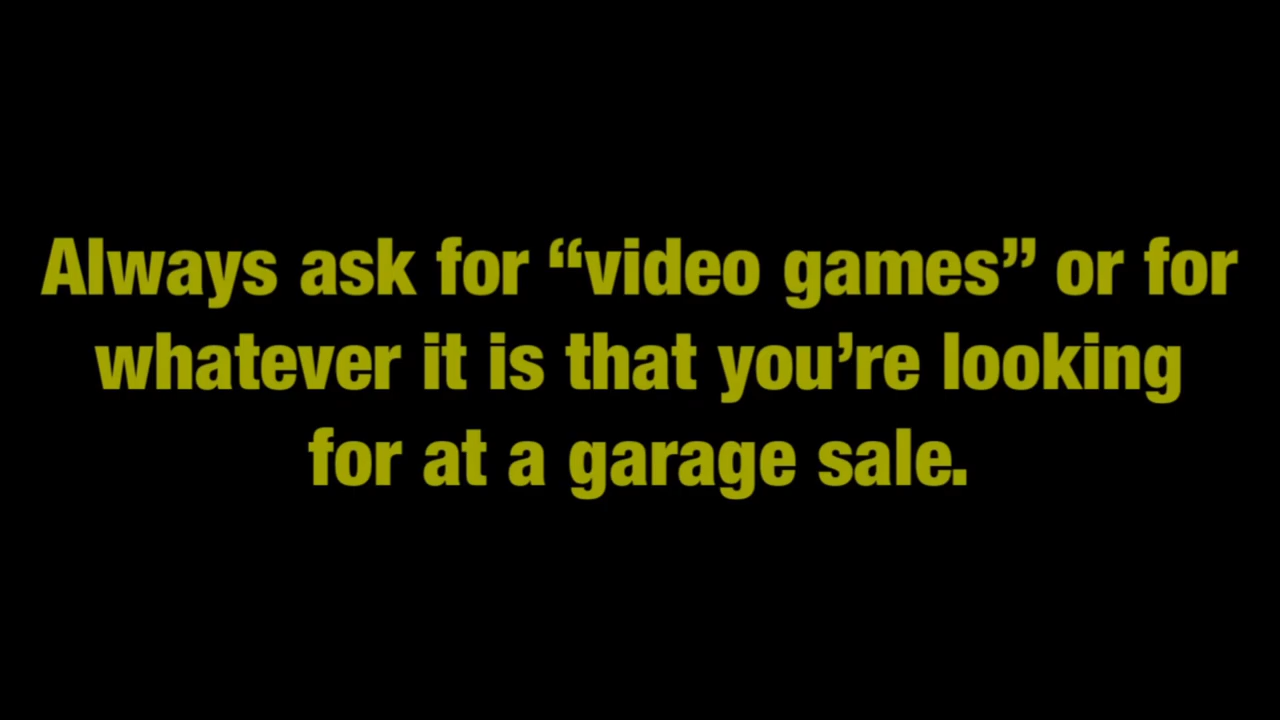 Always ask for “video games” or for
whatever it is that you’re looking
for at a garage sale.